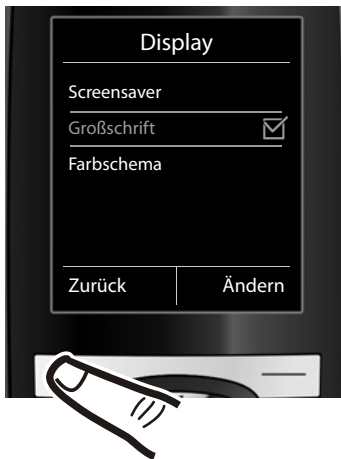 Display
Screensaver
Großschrift
Farbschema
Zurück Ändern